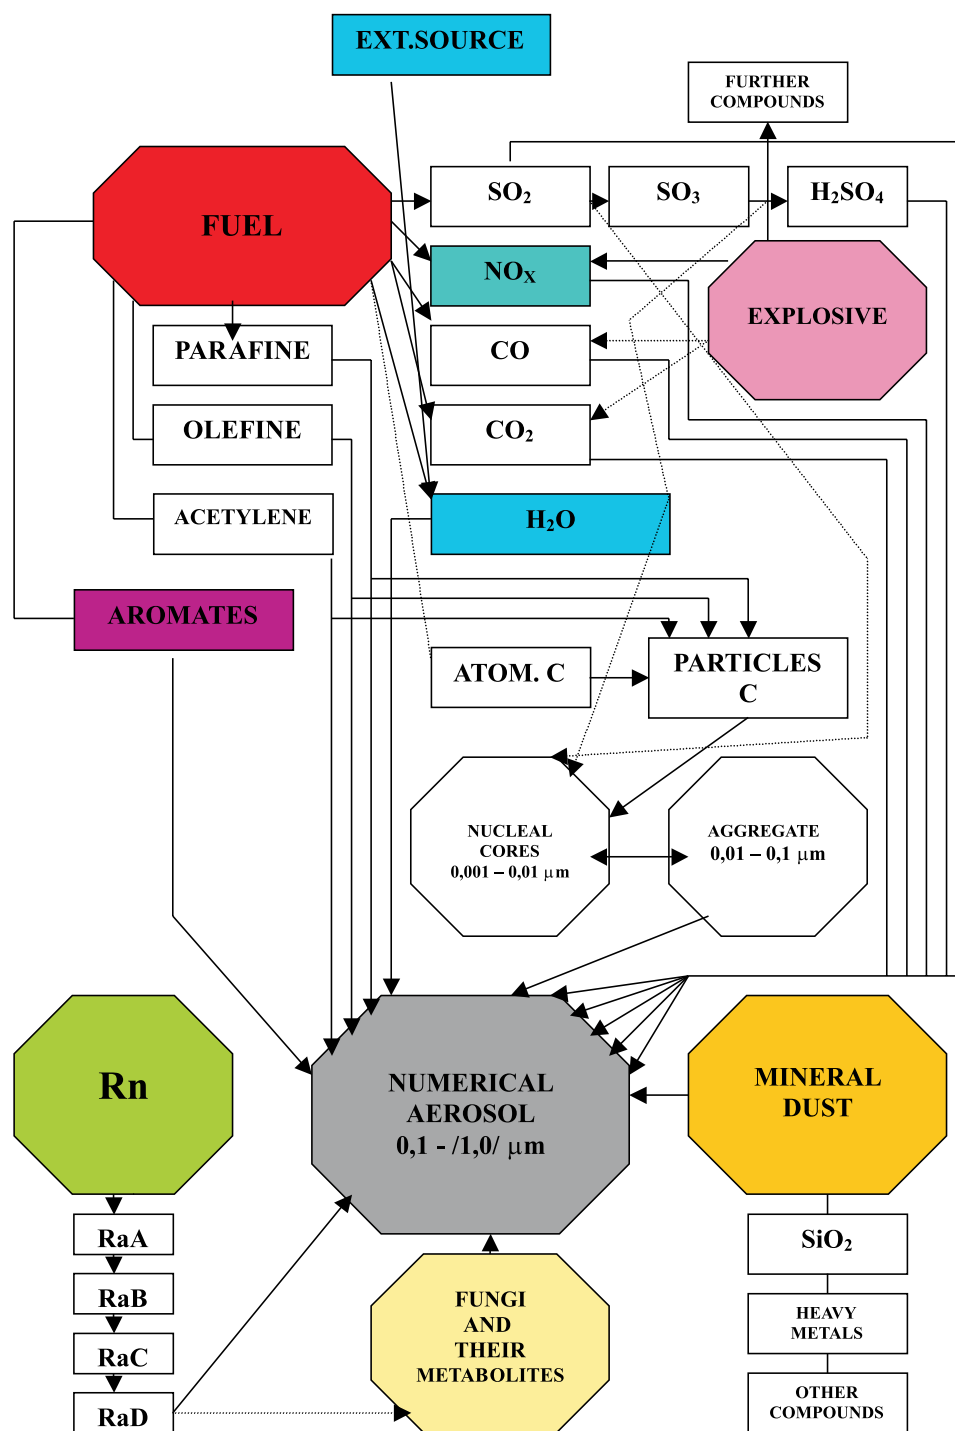 EXT.SOURCE
FURTHER
COMPOUNDS
FUEL
SO₂
SO₃
H₂SO₄
NOX
EXPLOSIVE
PARAFINE
CO
OLEFINE
CO₂
ACETYLENE
H₂O
AROMATES
ATOM. C
PARTICLES
C
NUCLEAL
CORES
0,001 – 0,01 μm
AGGREGATE
0,01 – 0,1 μm
Rn
NUMERICAL
AEROSOL
0,1 - /1,0/ μm
MINERAL
DUST
RaA
RaB
RaC
RaD
FUNGI
AND
THEIR
METABOLITES
SiO₂
HEAVY
METALS
OTHER
COMPOUNDS